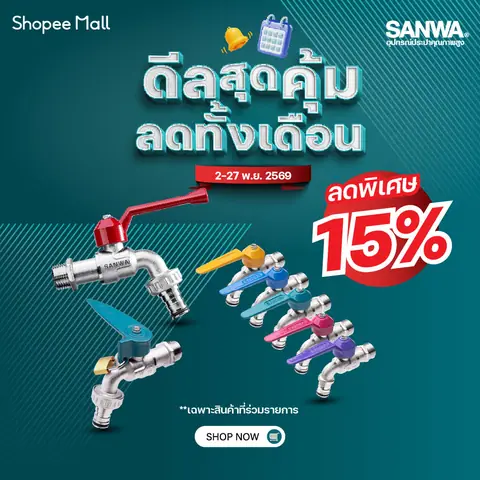 Shopee Mall
SANWA®
อุปกรณ์ประปาคุณภาพสูง
ดีลสุดคุ้ม
ลดทั้งเดือน
2-27 พ.ย. 2569
ลดพิเศษ
15%
SANWA
**เฉพาะสินค้าที่ร่วมรายการ
SHOP NOW